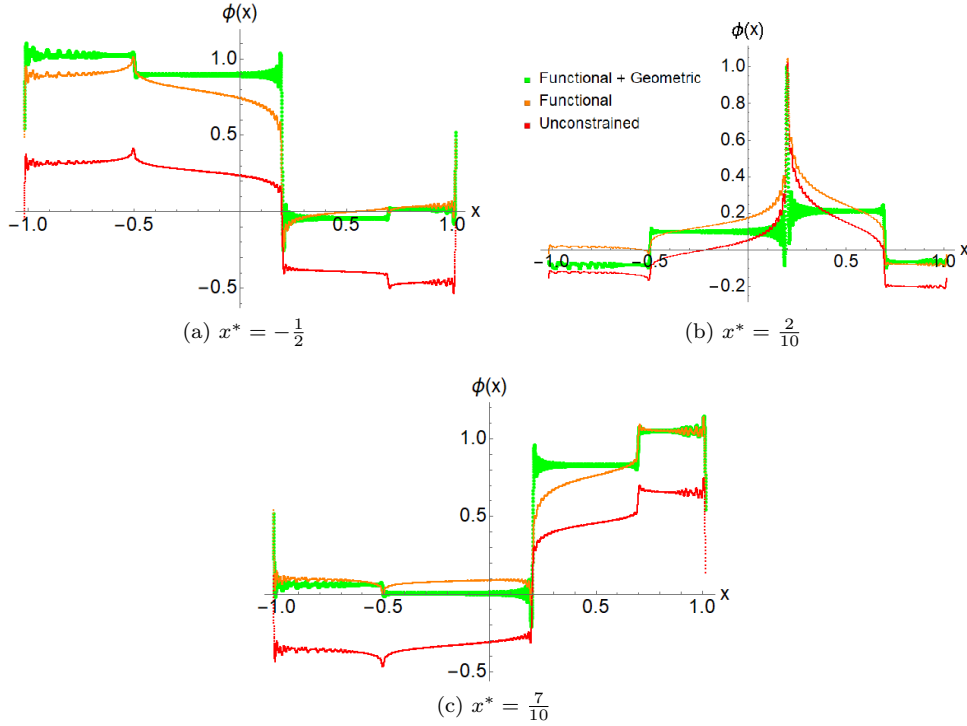 ϕ(x)
1.0
0.5
-1.0
-0.5
0.5
1.0
x
-0.5
(a) x* = −1/2
ϕ(x)
1.0
0.8
0.6
0.4
0.2
-1.0
-0.5
0.5
1.0
x
-0.2
Functional + Geometric
Functional
Unconstrained
(b) x* = 2/10
ϕ(x)
1.0
0.5
-1.0
-0.5
0.5
1.0
x
-0.5
(c) x* = 7/10